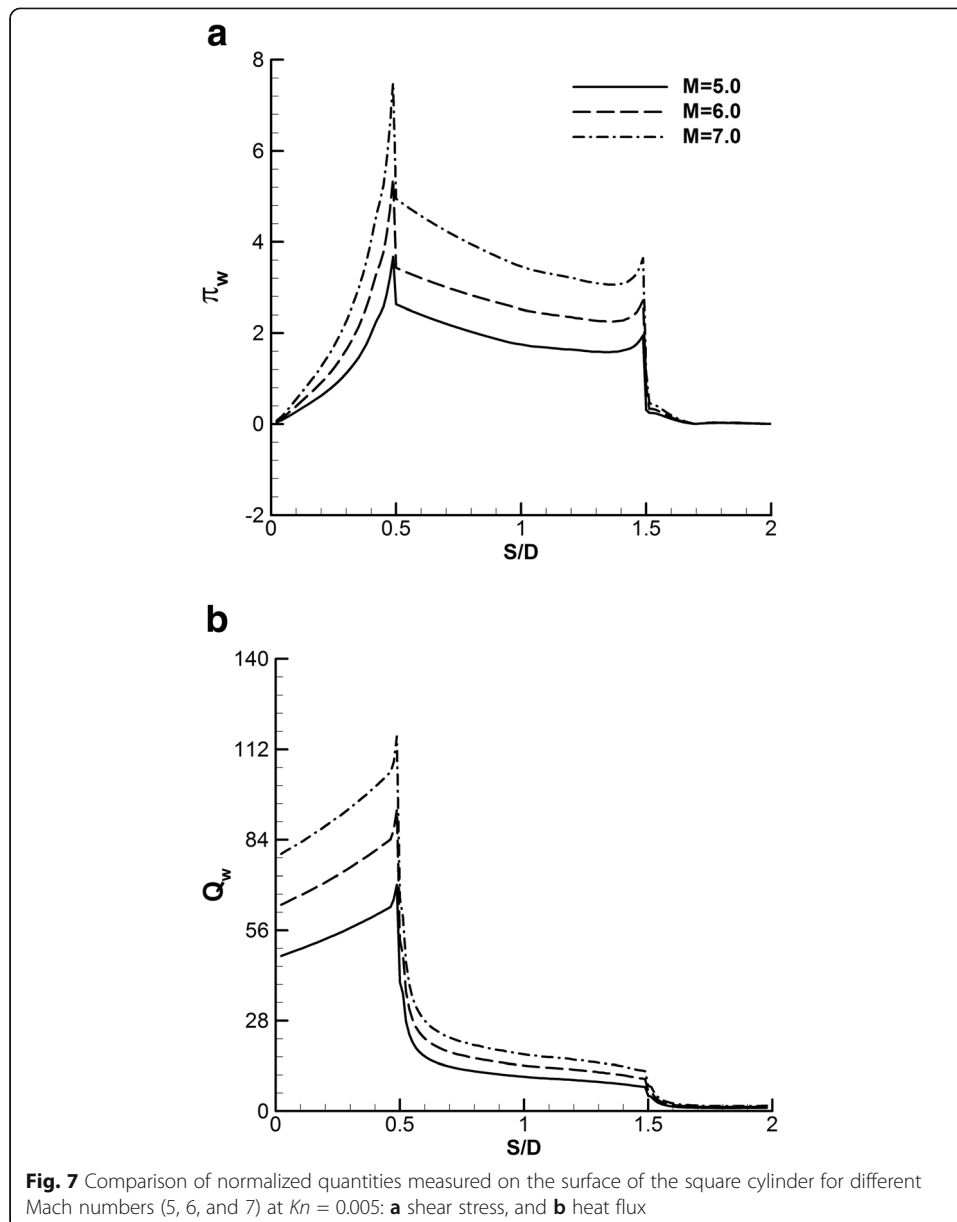 a
8
6
4
2
0
-2
πw
M=5.0
M=6.0
M=7.0
0 0.5 1 1.5 2
S/D
b
140
112
84
56
28
0
Qw
0 0.5 1 1.5 2
S/D
Fig. 7 Comparison of normalized quantities measured on the surface of the square cylinder for different
Mach numbers (5, 6, and 7) at Kn = 0.005: a shear stress, and b heat flux